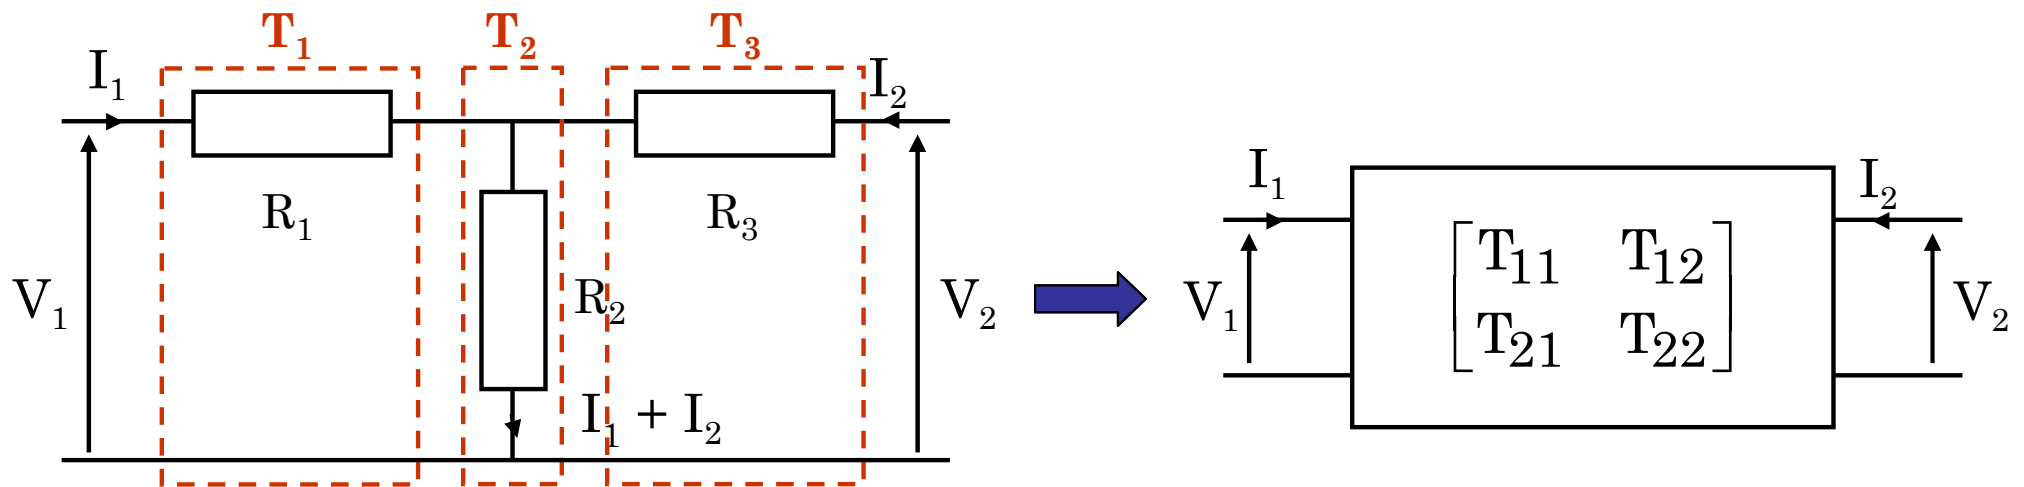 T₁ T₂ T₃
I₁ I₂
R₁ R₃
V₁ R₂ V₂
I₁ + I₂
I₁ I₂
T₁₁ T₁₂
V₁ V₂
T₂₁ T₂₂